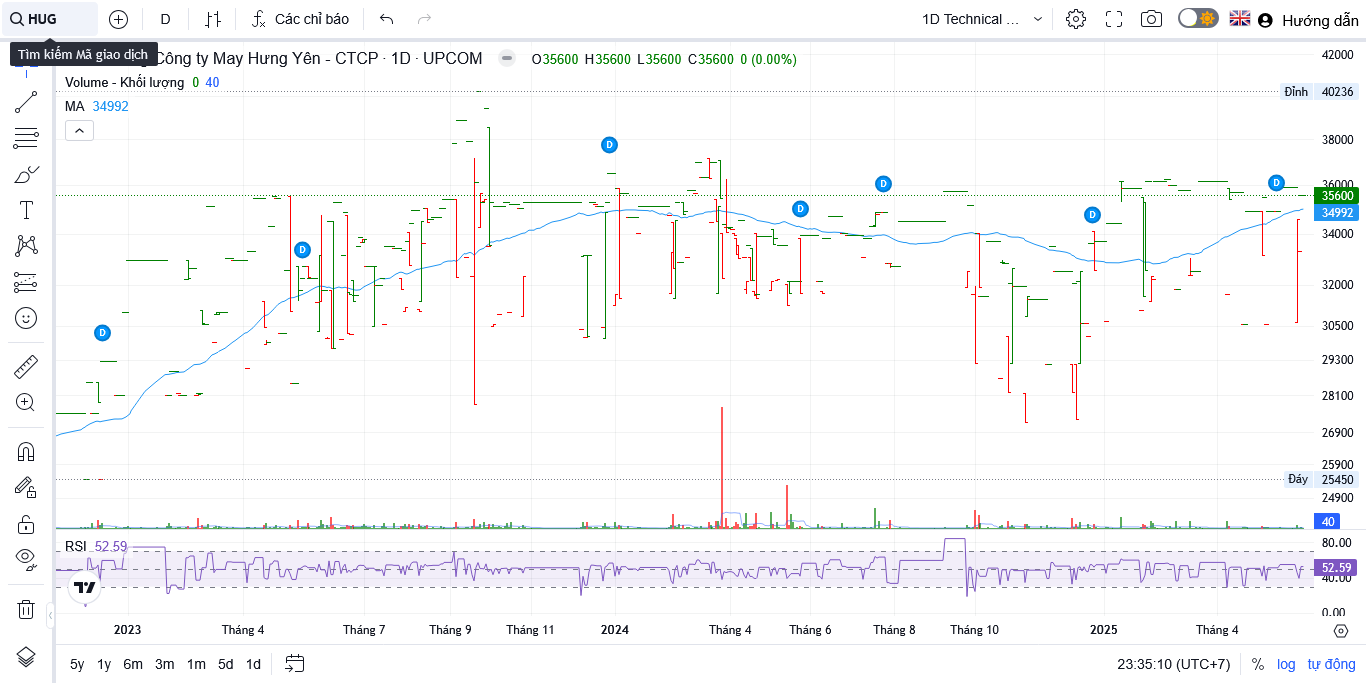 HUG
D
Các chỉ báo
1D Technical ...
Hướng dẫn
Tìm kiếm Mã giao dịch
Công ty May Hưng Yên - CTCP · 1D · UPCOM
O35600 H35600 L35600 C35600 0 (0.00%)
Volume - Khối lượng 0 40
MA 34992
42000
Đỉnh 40236
38000
36000
35600
34992
34000
32000
30500
29300
28100
26900
25900
Đáy 25450
24900
40
D
D
D
D
D
D
D
RSI 52.59
80.00
52.59
40.00
0.00
2023 Tháng 4 Tháng 7 Tháng 9 Tháng 11 2024 Tháng 4 Tháng 6 Tháng 8 Tháng 10 2025 Tháng 4
5y 1y 6m 3m 1m 5d 1d
23:35:10 (UTC+7) % log tự động